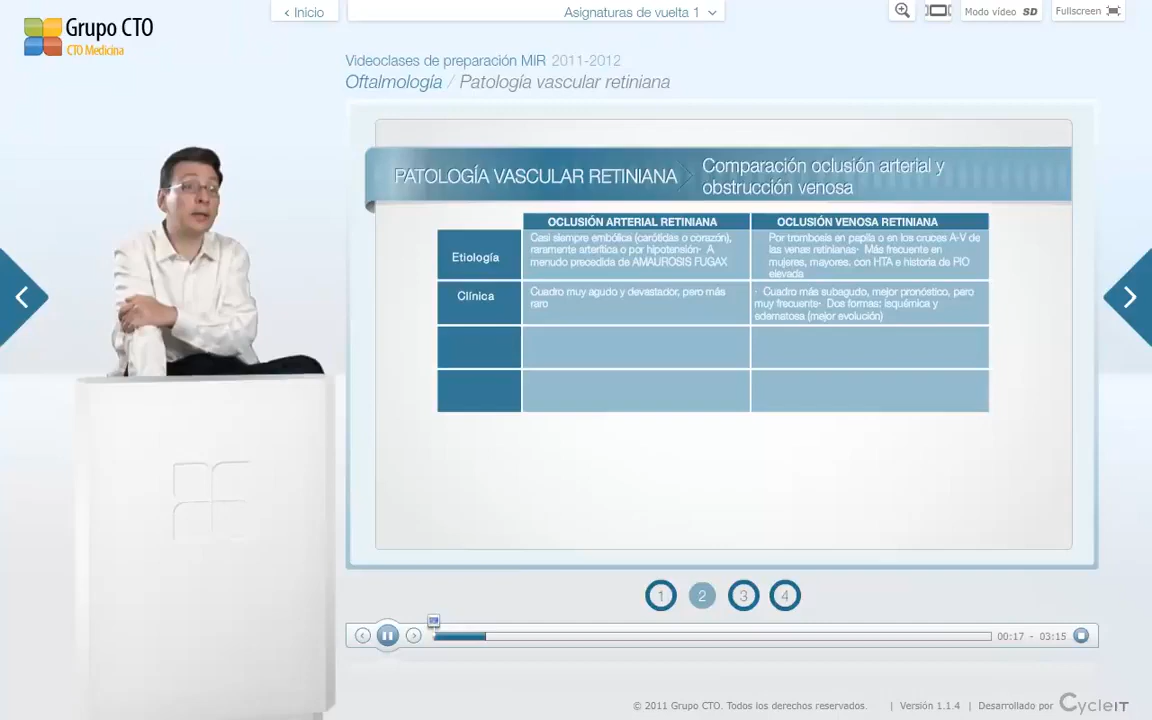 Grupo CTO
CTO Medicina
‹ Inicio
Asignaturas de vuelta 1
Modo vídeo SD
Fullscreen
Videoclases de preparación MIR 2011-2012
Oftalmología / Patología vascular retiniana
PATOLOGÍA VASCULAR RETINIANA
Comparación oclusión arterial y
obstrucción venosa
OCLUSIÓN ARTERIAL RETINIANA
OCLUSIÓN VENOSA RETINIANA
Etiología
Casi siempre embólica (carótidas o corazón),
raramente arterítica o por hipotensión· A
menudo precedida de AMAUROSIS FUGAX
Por trombosis en papila o en los cruces A-V de
las venas retinianas· Más frecuente en
mujeres, mayores, con HTA e historia de PIO
elevada
Clínica
Cuadro muy agudo y devastador, pero más
raro
· Cuadro más subagudo, mejor pronóstico, pero
muy frecuente· Dos formas: isquémica y
edematosa (mejor evolución)
1 2 3 4
00:17 - 03:15
© 2011 Grupo CTO. Todos los derechos reservados. | Versión 1.1.4 | Desarrollado por CycleIT